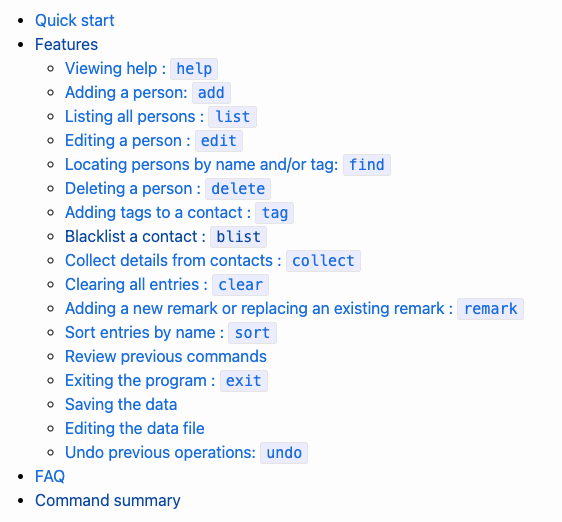 Quick start
Features
Viewing help : help
Adding a person: add
Listing all persons : list
Editing a person : edit
Locating persons by name and/or tag: find
Deleting a person : delete
Adding tags to a contact : tag
Blacklist a contact : blist
Collect details from contacts : collect
Clearing all entries : clear
Adding a new remark or replacing an existing remark : remark
Sort entries by name : sort
Review previous commands
Exiting the program : exit
Saving the data
Editing the data file
Undo previous operations: undo
FAQ
Command summary